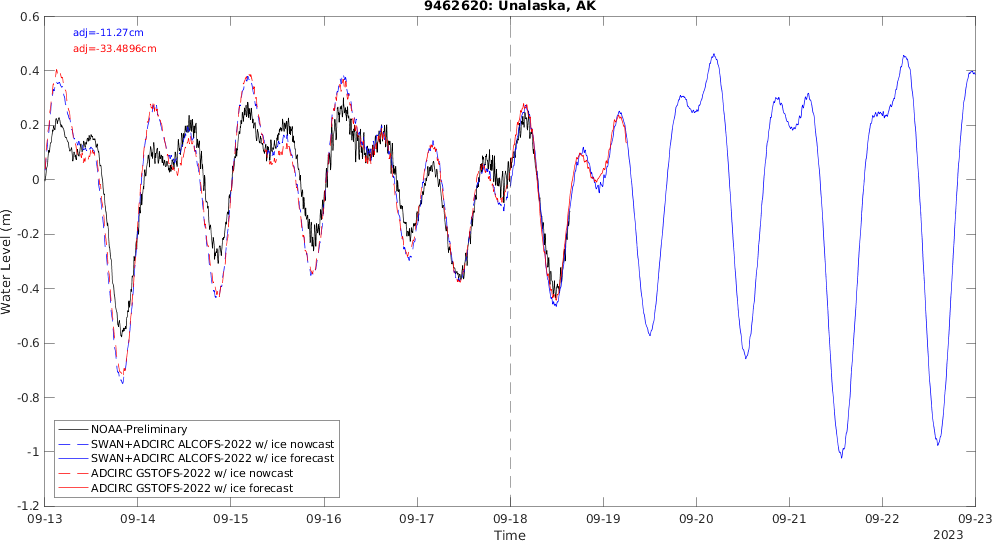 9462620: Unalaska, AK
adj=-11.27cm
adj=-33.4896cm
0.6
0.4
0.2
0
-0.2
-0.4
-0.6
-0.8
-1
-1.2
Water Level (m)
NOAA-Preliminary
SWAN+ADCIRC ALCOFS-2022 w/ ice nowcast
SWAN+ADCIRC ALCOFS-2022 w/ ice forecast
ADCIRC GSTOFS-2022 w/ ice nowcast
ADCIRC GSTOFS-2022 w/ ice forecast
09-13 09-14 09-15 09-16 09-17 09-18 09-19 09-20 09-21 09-22 09-23
Time
2023